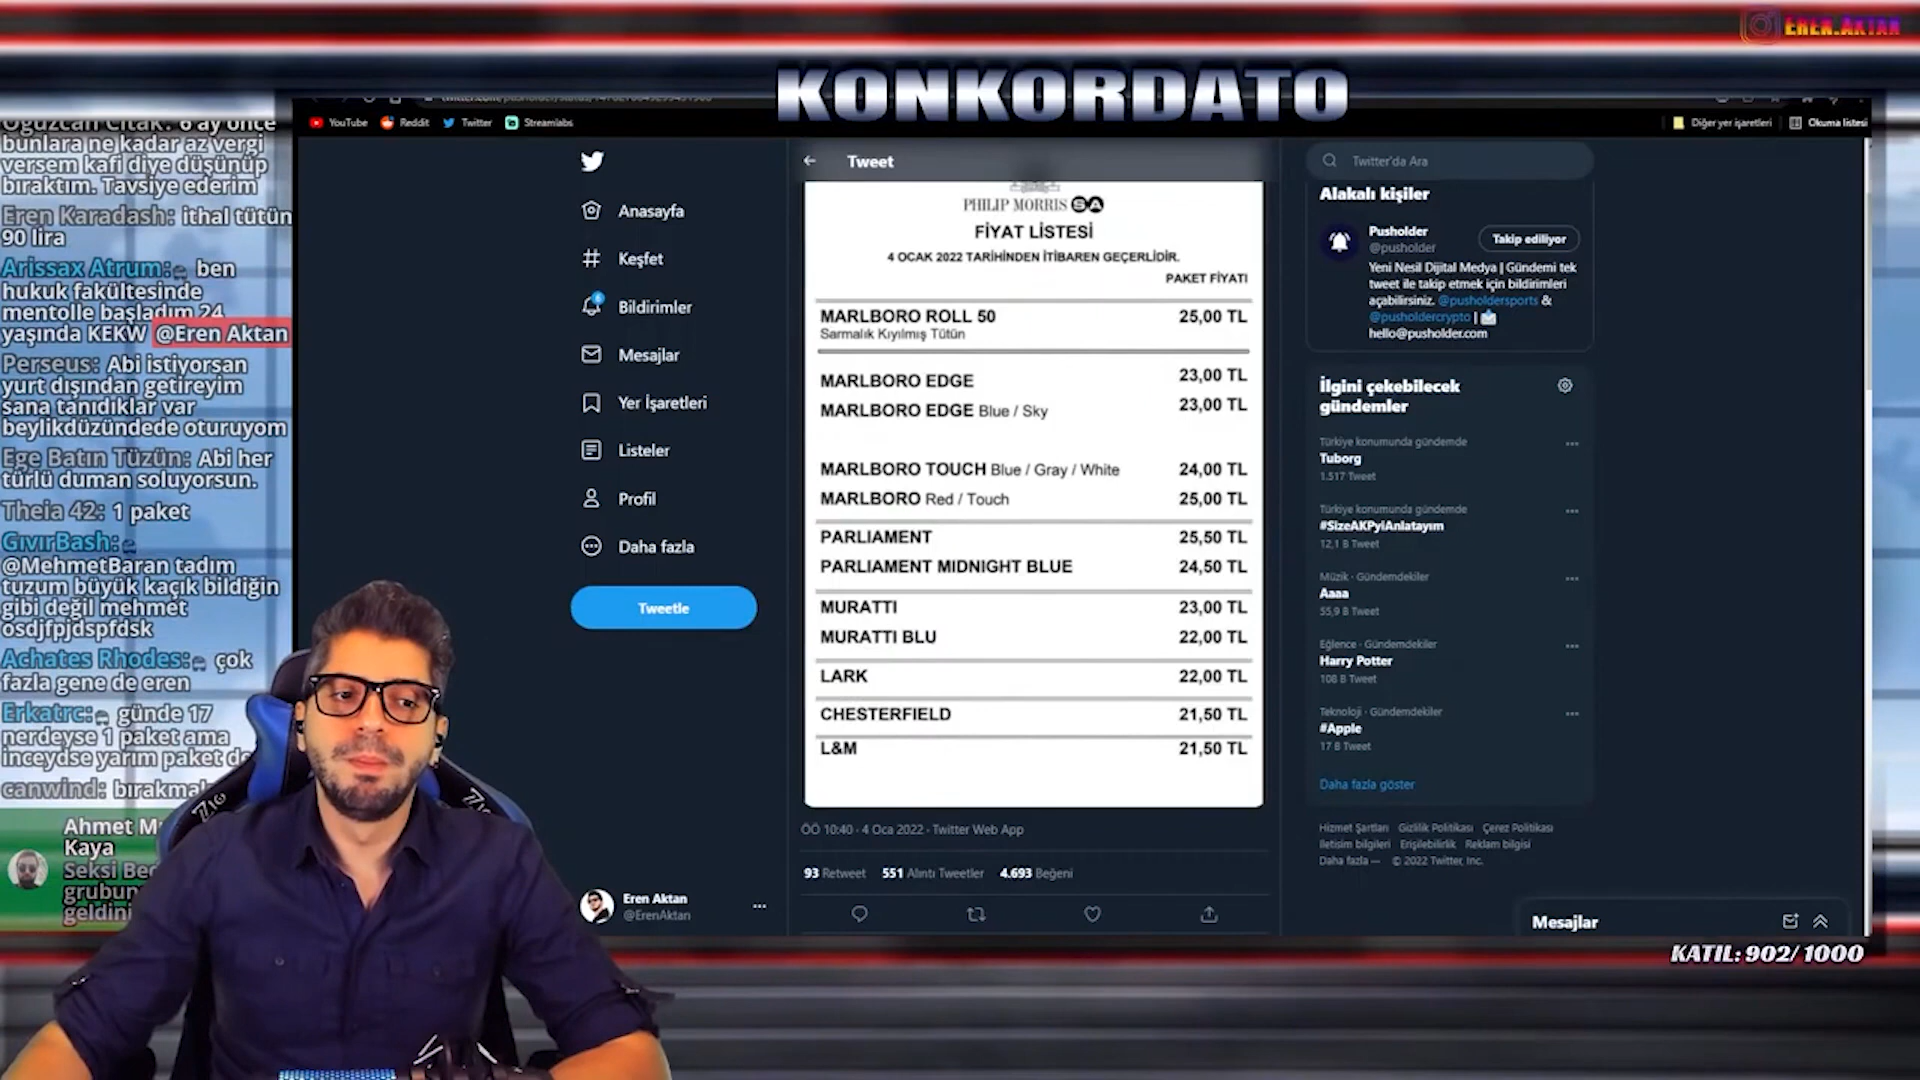 EREN.AKTAN
KONKORDATO
YouTube
Reddit
Twitter
Streamlabs
Diğer yer işaretleri
Okuma listesi
Oğuzcan Çıtak: 6 ay önce
bunlara ne kadar az vergi
versem kafi diye düşünüp
bıraktım. Tavsiye ederim
Eren Karadash: ithal tütün
90 lira
Arissax Atrum: ben
hukuk fakültesinde
mentolle başladım 24
yaşında KEKW @Eren Aktan
Perseus: Abi istiyorsan
yurt dışından getireyim
sana tanıdıklar var
beylikdüzündede oturuyom
Ege Batın Tüzün: Abi her
türlü duman soluyorsun.
Theia 42: 1 paket
GıvırBash:
@MehmetBaran tadım
tuzum büyük kaçık bildiğin
gibi değil mehmet
osdjfpjdspfdsk
Achates Rhodes: çok
fazla gene de eren
Erkatrc: günde 17
nerdeyse 1 paket ama
inceydse yarım paket
canwind:
Ahmet
Kaya
Seksi
Anasayfa
Keşfet
6
Bildirimler
Mesajlar
Yer İşaretleri
Listeler
Profil
Daha fazla
Tweetle
Eren Aktan
@ErenAktan
Tweet
PHILIP MORRIS SA
FİYAT LİSTESİ
4 OCAK 2022 TARİHİNDEN İTİBAREN GEÇERLİDİR.
PAKET FİYATI
MARLBORO ROLL 50 25,00 TL
Sarmalık Kıyılmış Tütün
MARLBORO EDGE 23,00 TL
MARLBORO EDGE Blue / Sky 23,00 TL
MARLBORO TOUCH Blue / Gray / White 24,00 TL
MARLBORO Red / Touch 25,00 TL
PARLIAMENT 25,50 TL
PARLIAMENT MIDNIGHT BLUE 24,50 TL
MURATTI 23,00 TL
MURATTI BLU 22,00 TL
LARK 22,00 TL
CHESTERFIELD 21,50 TL
L&M 21,50 TL
ÖÖ 10:40 · 4 Oca 2022 · Twitter Web App
93 Retweet 551 Alıntı Tweetler 4.693 Beğeni
Twitter'da Ara
Alakalı kişiler
Pusholder
@pusholder
Takip ediliyor
Yeni Nesil Dijital Medya | Gündemi tek
tweet ile takip etmek için bildirimleri
açabilirsiniz. @pusholdersports &
@pusholdercrypto |
hello@pusholder.com
İlgini çekebilecek
gündemler
Türkiye konumunda gündemde
Tuborg
1.517 Tweet
Türkiye konumunda gündemde
#SizeAKPyiAnlatayım
12,1 B Tweet
Müzik · Gündemdekiler
Aaaa
55,9 B Tweet
Eğlence · Gündemdekiler
Harry Potter
108 B Tweet
Teknoloji · Gündemdekiler
#Apple
17 B Tweet
Daha fazla göster
Hizmet Şartları Gizlilik Politikası Çerez Politikası
İletisim bilgileri Erişilebilirlik Reklam bilgisi
Daha fazla © 2022 Twitter, Inc.
Mesajlar
KATIL: 902/1000